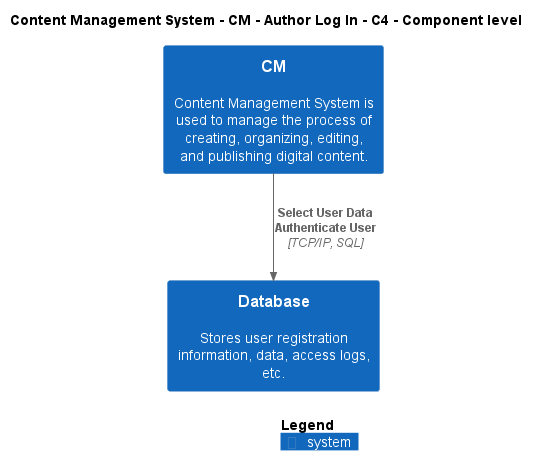 Content Management System - CM - Author Log In - C4 - Component level
CM
Content Management System is
used to manage the process of
creating, organizing, editing,
and publishing digital content.
Select User Data
Authenticate User
[TCP/IP, SQL]
Database
Stores user registration
information, data, access logs,
etc.
Legend
system